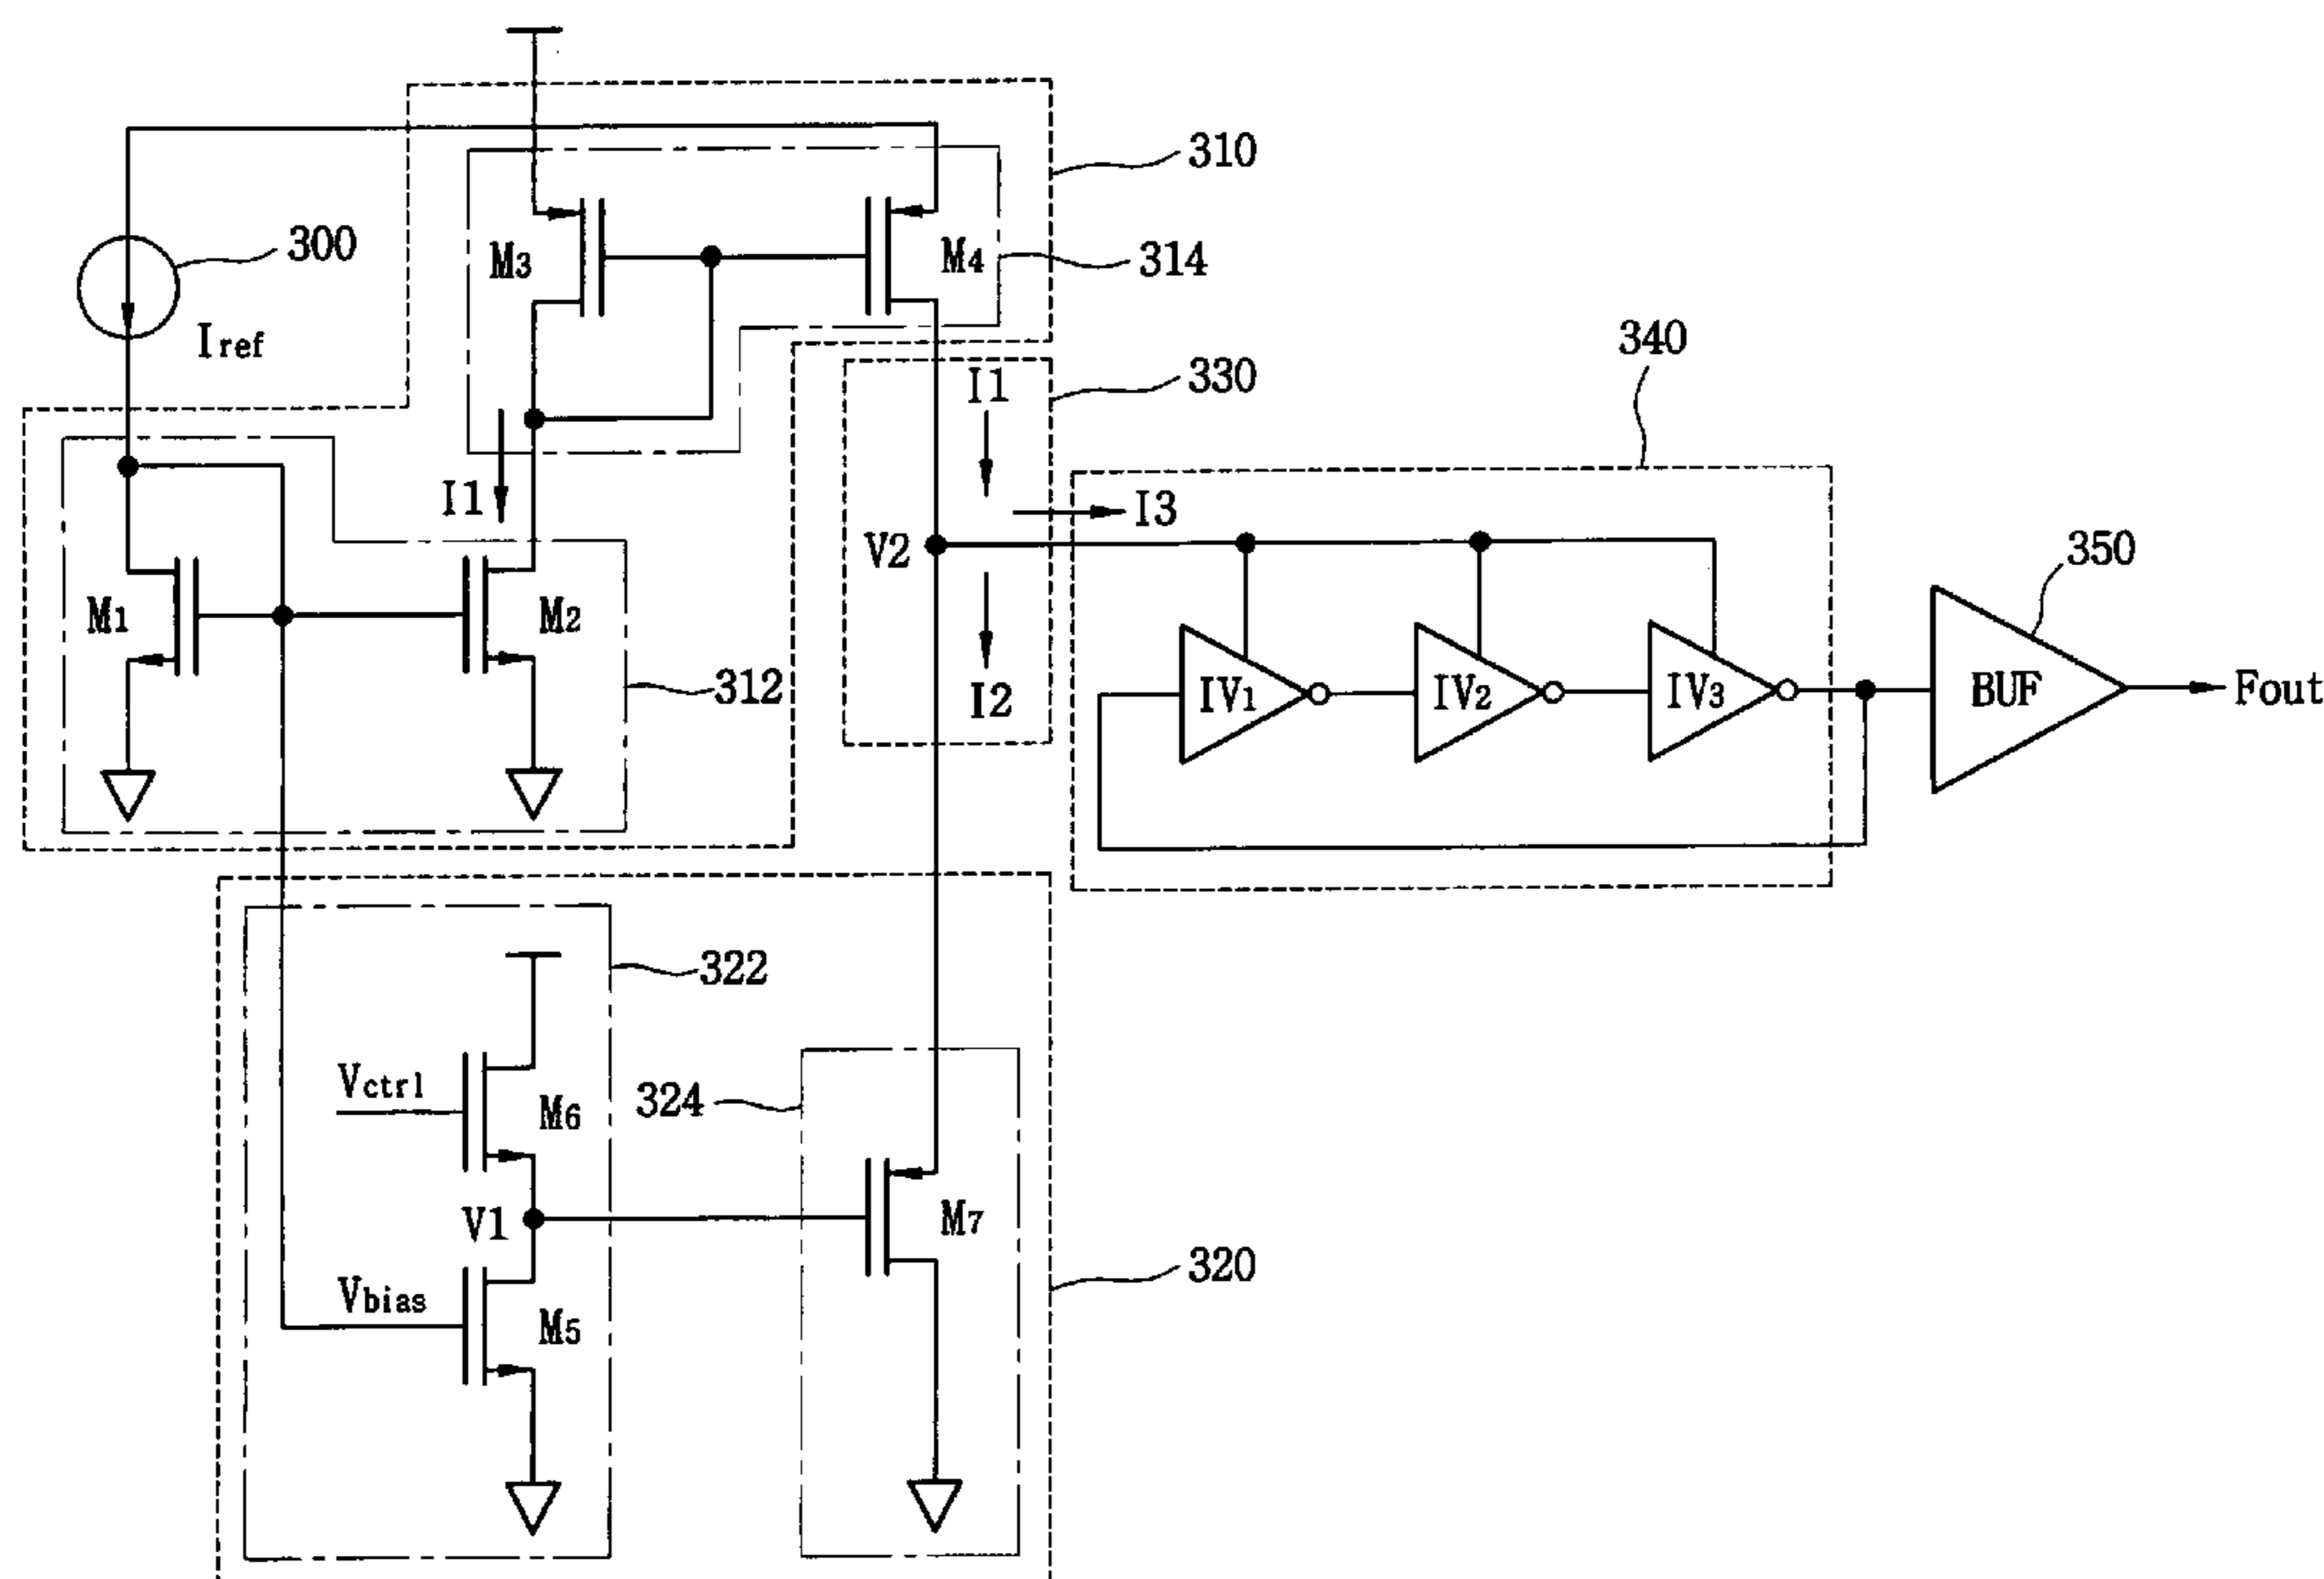 310
300
M3
M4
314
Iref
330
I1
340
I1
I3
V2
350
M1
M2
312
I2
IV1
IV2
IV3
BUF
Fout
322
Vctrl
M6
324
V1
M7
Vbias
M5
320